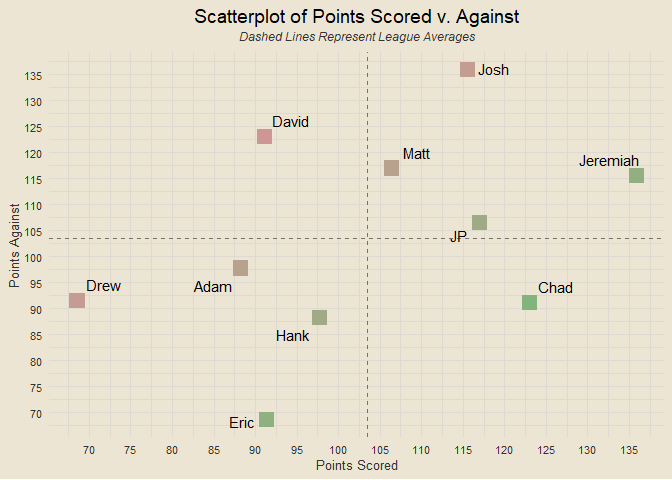 Scatterplot of Points Scored v. Against
Dashed Lines Represent League Averages
Points Against
135
130
125
120
115
110
105
100
95
90
85
80
75
70
Josh
David
Matt
Jeremiah
JP
Drew
Adam
Chad
Hank
Eric
70 75 80 85 90 95 100 105 110 115 120 125 130 135
Points Scored